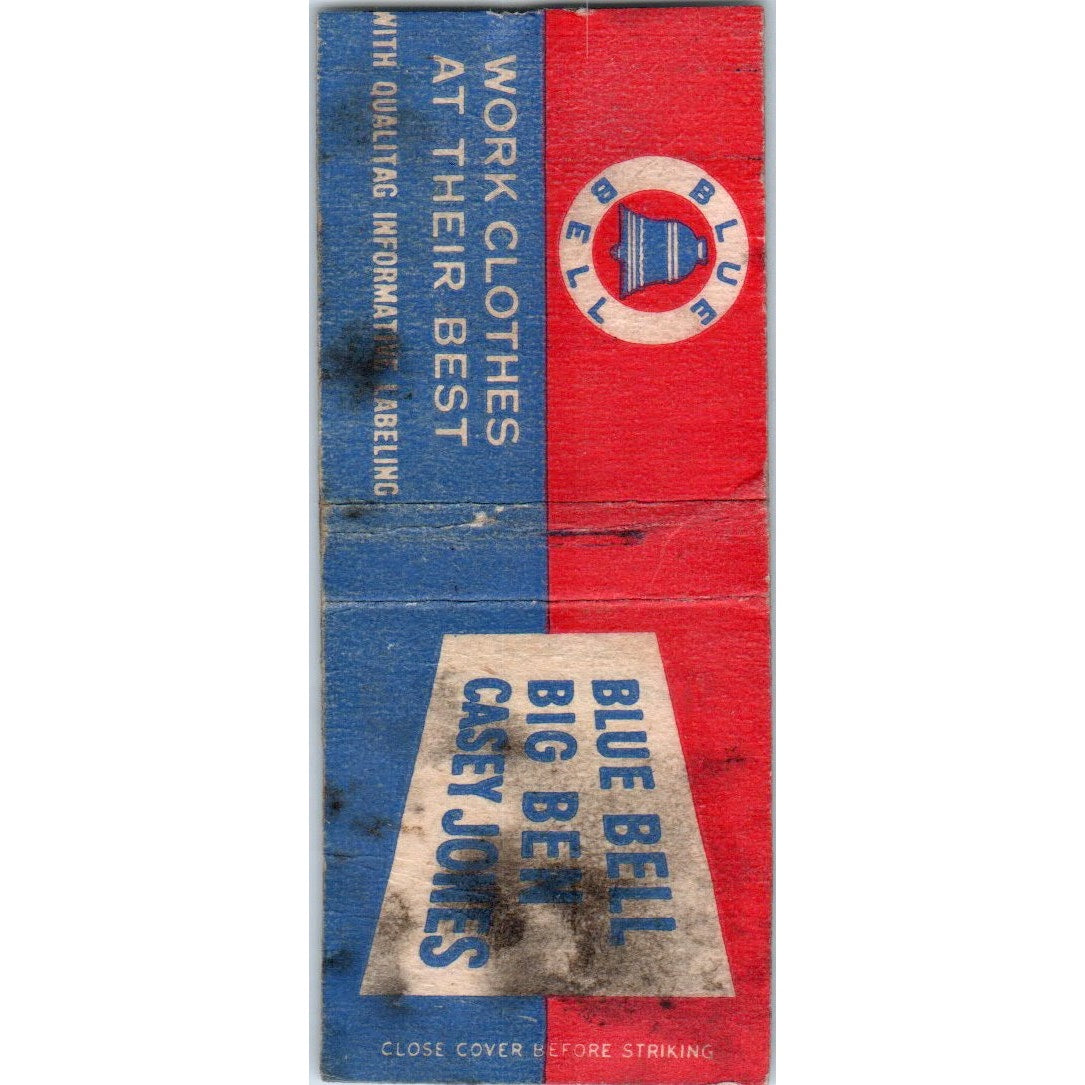 BLUE BELL
WORK CLOTHES
AT THEIR BEST
WITH QUALITAG INFORMATIVE LABELING
BLUE BELL
BIG BEN
CASEY JONES
CLOSE COVER BEFORE STRIKING